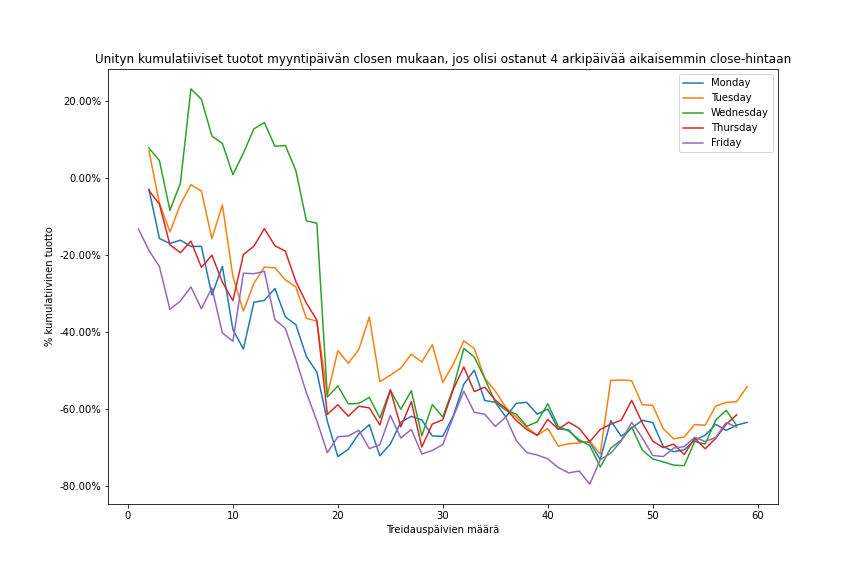 Unityn kumulatiiviset tuotot myyntipäivän closen mukaan, jos olisi ostanut 4 arkipäivää aikaisemmin close-hintaan
Monday
Tuesday
Wednesday
Thursday
Friday
% kumulatiivinen tuotto
20.00%
0.00%
-20.00%
-40.00%
-60.00%
-80.00%
0 10 20 30 40 50 60
Treidauspäivien määrä